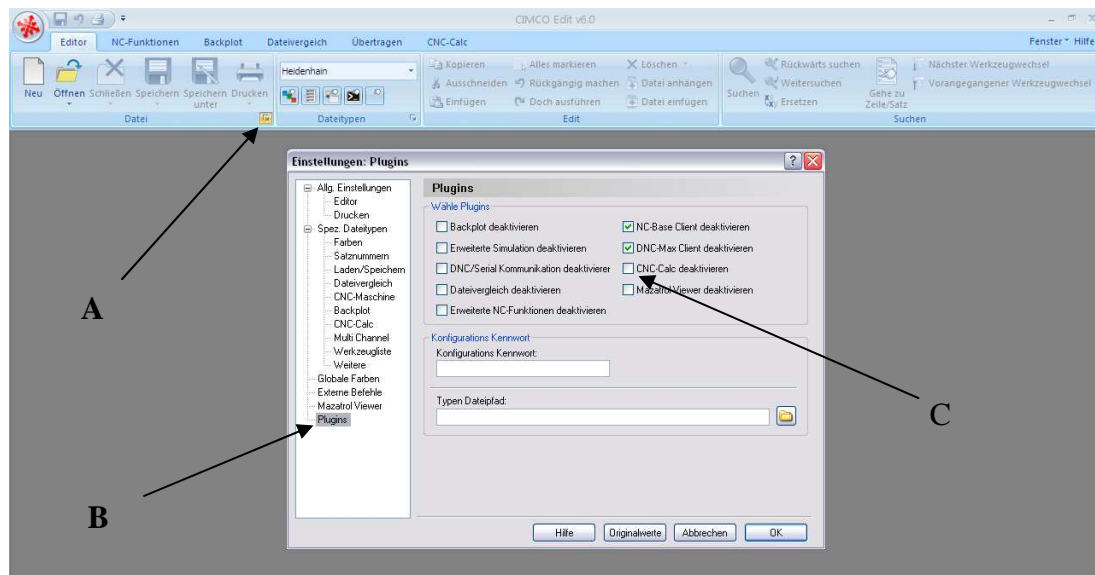 CIMCO Edit v6.0
Editor NC-Funktionen Backplot Dateivergeich Übertragen CNC-Calc Fenster Hilfe
Neu Öffnen Schließen Speichern Speichern unter Drucken
Datei
Heidenhain
Dateitypen
Kopieren Alles markieren Löschen
Ausschneiden Rückgängig machen Datei anhängen
Einfügen Doch ausführen Datei einfügen
Edit
Suchen
Rückwärts suchen
Weitersuchen
Ersetzen
Gehe zu Zeile/Satz
Nächster Werkzeugwechsel
Vorangegangener Werkzeugwechsel
Suchen
A
B
C
Einstellungen: Plugins
Allg. Einstellungen
Editor
Drucken
Spez. Dateitypen
Farben
Satznummern
Laden/Speichern
Dateivergleich
CNC-Maschine
Backplot
CNC-Calc
Multi Channel
Werkzeugliste
Weitere
Globale Farben
Externe Befehle
Mazatrol Viewer
Plugins
Plugins
Wähle Plugins
Backplot deaktivieren
NC-Base Client deaktivieren
Erweiterte Simulation deaktivieren
DNC-Max Client deaktivieren
DNC/Serial Kommunikation deaktivierer
CNC-Calc deaktivieren
Dateivergleich deaktivieren
Mazatrol Viewer deaktivieren
Erweiterte NC-Funktionen deaktivieren
Konfigurations Kennwort
Konfigurations Kennwort:
Typen Dateipfad:
Hilfe Originalwerte Abbrechen OK